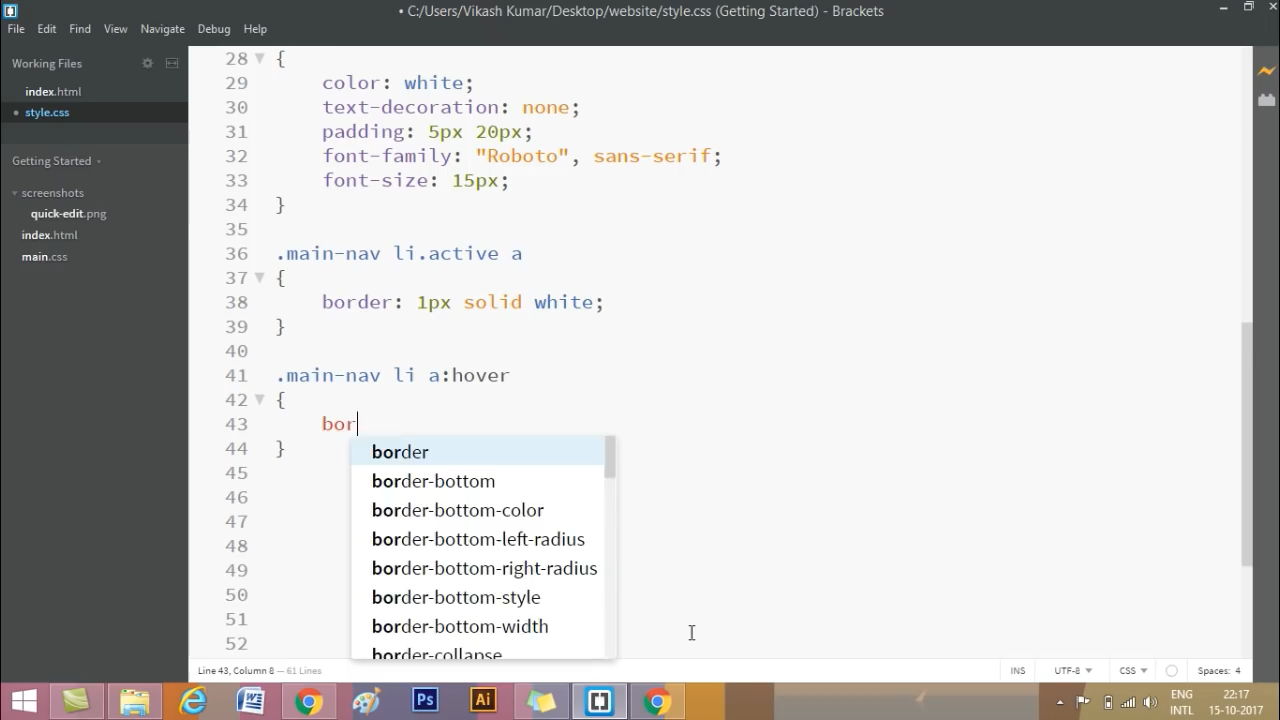 • C:/Users/Vikash Kumar/Desktop/website/style.css (Getting Started) - Brackets
File Edit Find View Navigate Debug Help
Working Files
index.html
• style.css
Getting Started
screenshots
quick-edit.png
index.html
main.css
28 {
29 color: white;
30 text-decoration: none;
31 padding: 5px 20px;
32 font-family: "Roboto", sans-serif;
33 font-size: 15px;
34 }
35
36 .main-nav li.active a
37 {
38 border: 1px solid white;
39 }
40
41 .main-nav li a:hover
42 {
43 bor
44 }
45
46
47
48
49
50
51
52
border
border-bottom
border-bottom-color
border-bottom-left-radius
border-bottom-right-radius
border-bottom-style
border-bottom-width
border-collapse
Line 43, Column 8 — 61 Lines
INS UTF-8 CSS Spaces: 4
Ps Ai
ENG 22:17
INTL 15-10-2017